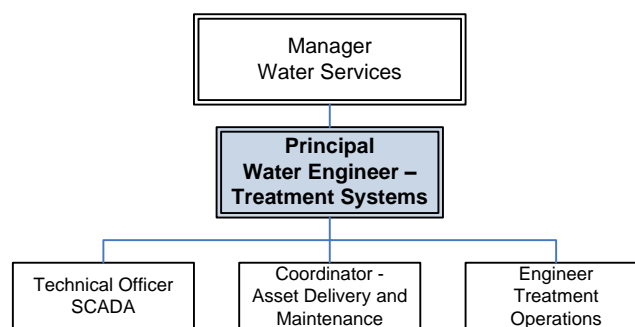 Manager
Water Services
Principal
Water Engineer –
Treatment Systems
Technical Officer
SCADA
Coordinator -
Asset Delivery and
Maintenance
Engineer
Treatment
Operations